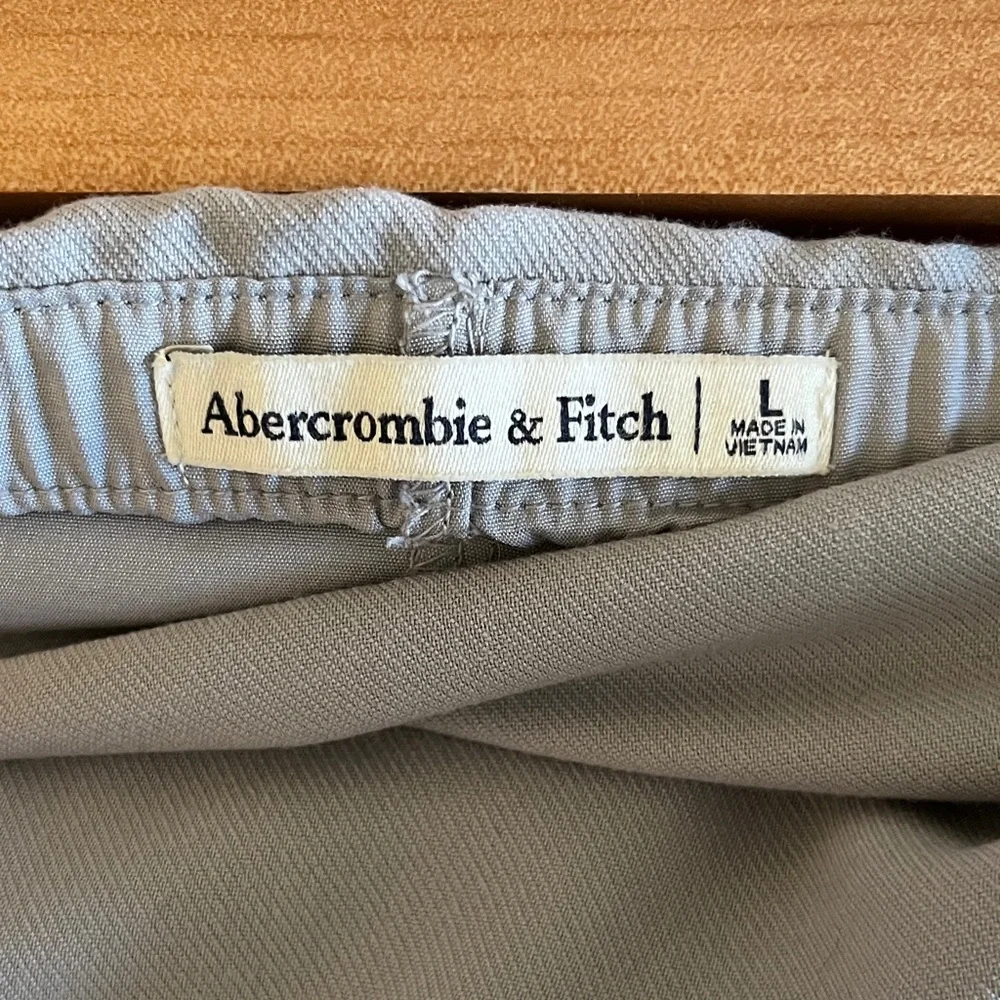 Abercrombie & Fitch | L
MADE IN
VIETNAM